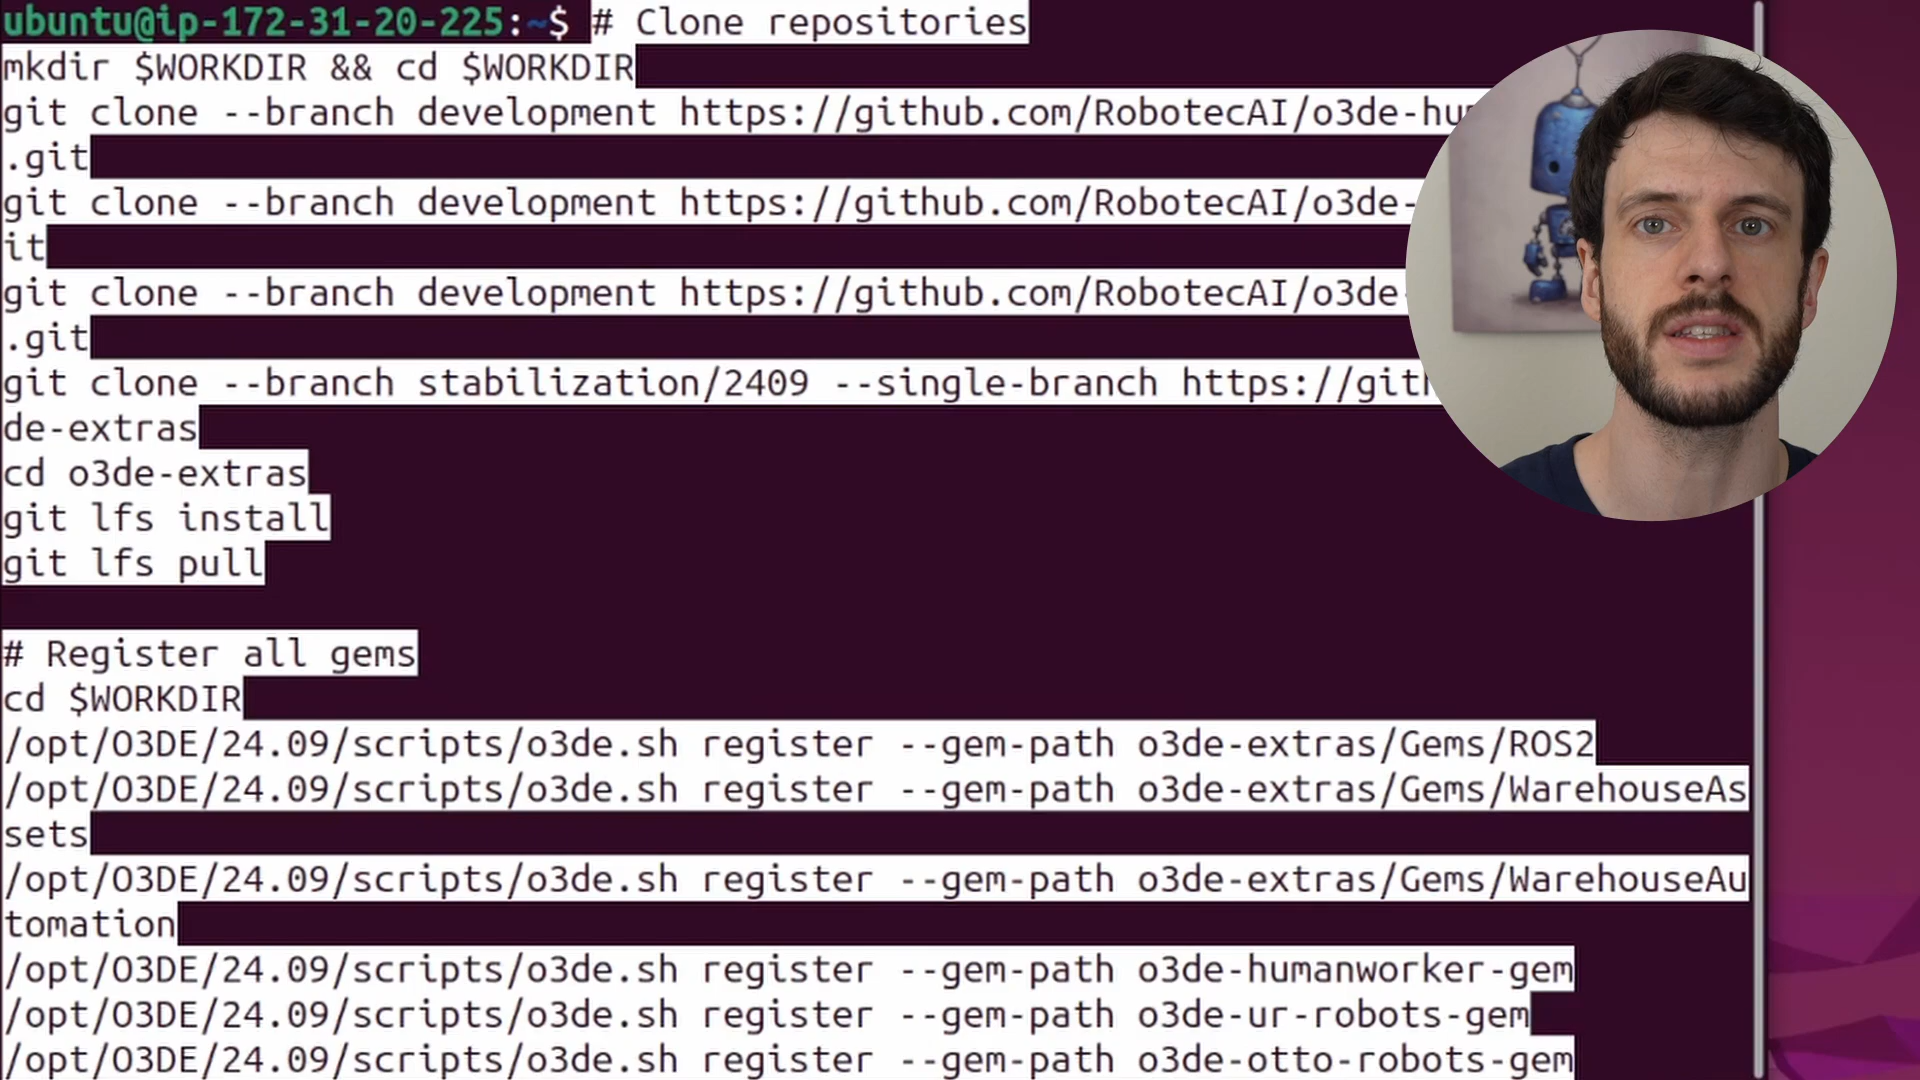 ubuntu@ip-172-31-20-225:~$ # Clone repositories
mkdir $WORKDIR && cd $WORKDIR
git clone --branch development https://github.com/RobotecAI/o3de-hu
.git
git clone --branch development https://github.com/RobotecAI/o3de-
it
git clone --branch development https://github.com/RobotecAI/o3de
.git
git clone --branch stabilization/2409 --single-branch https://git
de-extras
cd o3de-extras
git lfs install
git lfs pull
# Register all gems
cd $WORKDIR
/opt/O3DE/24.09/scripts/o3de.sh register --gem-path o3de-extras/Gems/ROS2
/opt/O3DE/24.09/scripts/o3de.sh register --gem-path o3de-extras/Gems/WarehouseAs
sets
/opt/O3DE/24.09/scripts/o3de.sh register --gem-path o3de-extras/Gems/WarehouseAu
tomation
/opt/O3DE/24.09/scripts/o3de.sh register --gem-path o3de-humanworker-gem
/opt/O3DE/24.09/scripts/o3de.sh register --gem-path o3de-ur-robots-gem
/opt/O3DE/24.09/scripts/o3de.sh register --gem-path o3de-otto-robots-gem